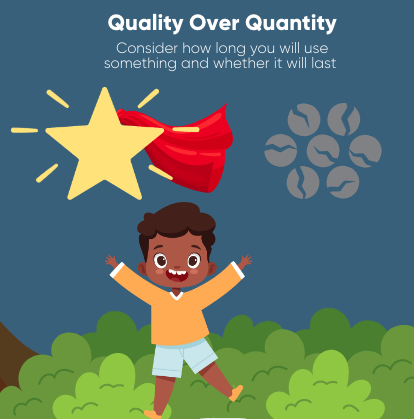 Quality Over Quantity
Consider how long you will use
something and whether it will last